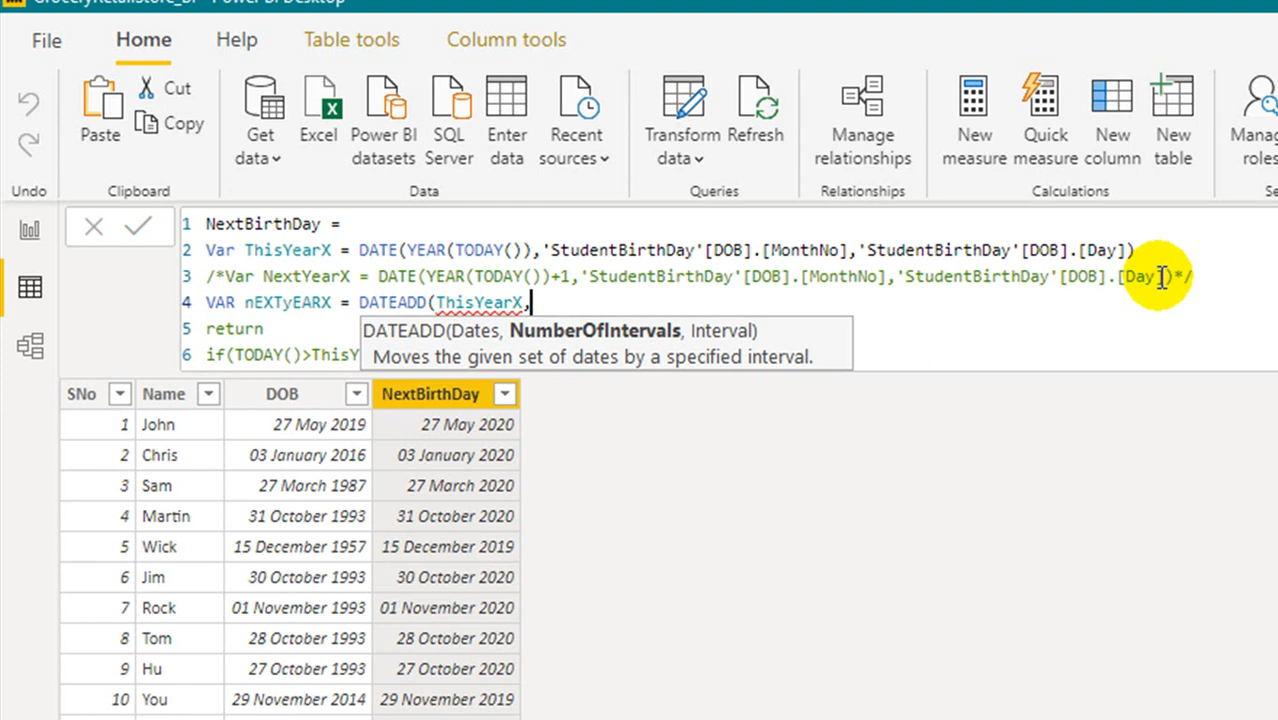 File Home Help Table tools Column tools
Cut
Copy
Paste
Get data
Excel
Power BI datasets
SQL Server
Enter data
Recent sources
Transform data
Refresh
Manage relationships
New measure
Quick measure
New column
New table
Undo Clipboard Data Queries Relationships Calculations
1 NextBirthDay =
2 Var ThisYearX = DATE(YEAR(TODAY()),'StudentBirthDay'[DOB].[MonthNo],'StudentBirthDay'[DOB].[Day])
3 /*Var NextYearX = DATE(YEAR(TODAY())+1,'StudentBirthDay'[DOB].[MonthNo],'StudentBirthDay'[DOB].[Day])*/
4 VAR nEXTyEARX = DATEADD(ThisYearX,
5 return
DATEADD(Dates, NumberOfIntervals, Interval)
6 if(TODAY()>ThisY
Moves the given set of dates by a specified interval.
SNo Name DOB NextBirthDay
1 John 27 May 2019 27 May 2020
2 Chris 03 January 2016 03 January 2020
3 Sam 27 March 1987 27 March 2020
4 Martin 31 October 1993 31 October 2020
5 Wick 15 December 1957 15 December 2019
6 Jim 30 October 1993 30 October 2020
7 Rock 01 November 1993 01 November 2020
8 Tom 28 October 1993 28 October 2020
9 Hu 27 October 1993 27 October 2020
10 You 29 November 2014 29 November 2019